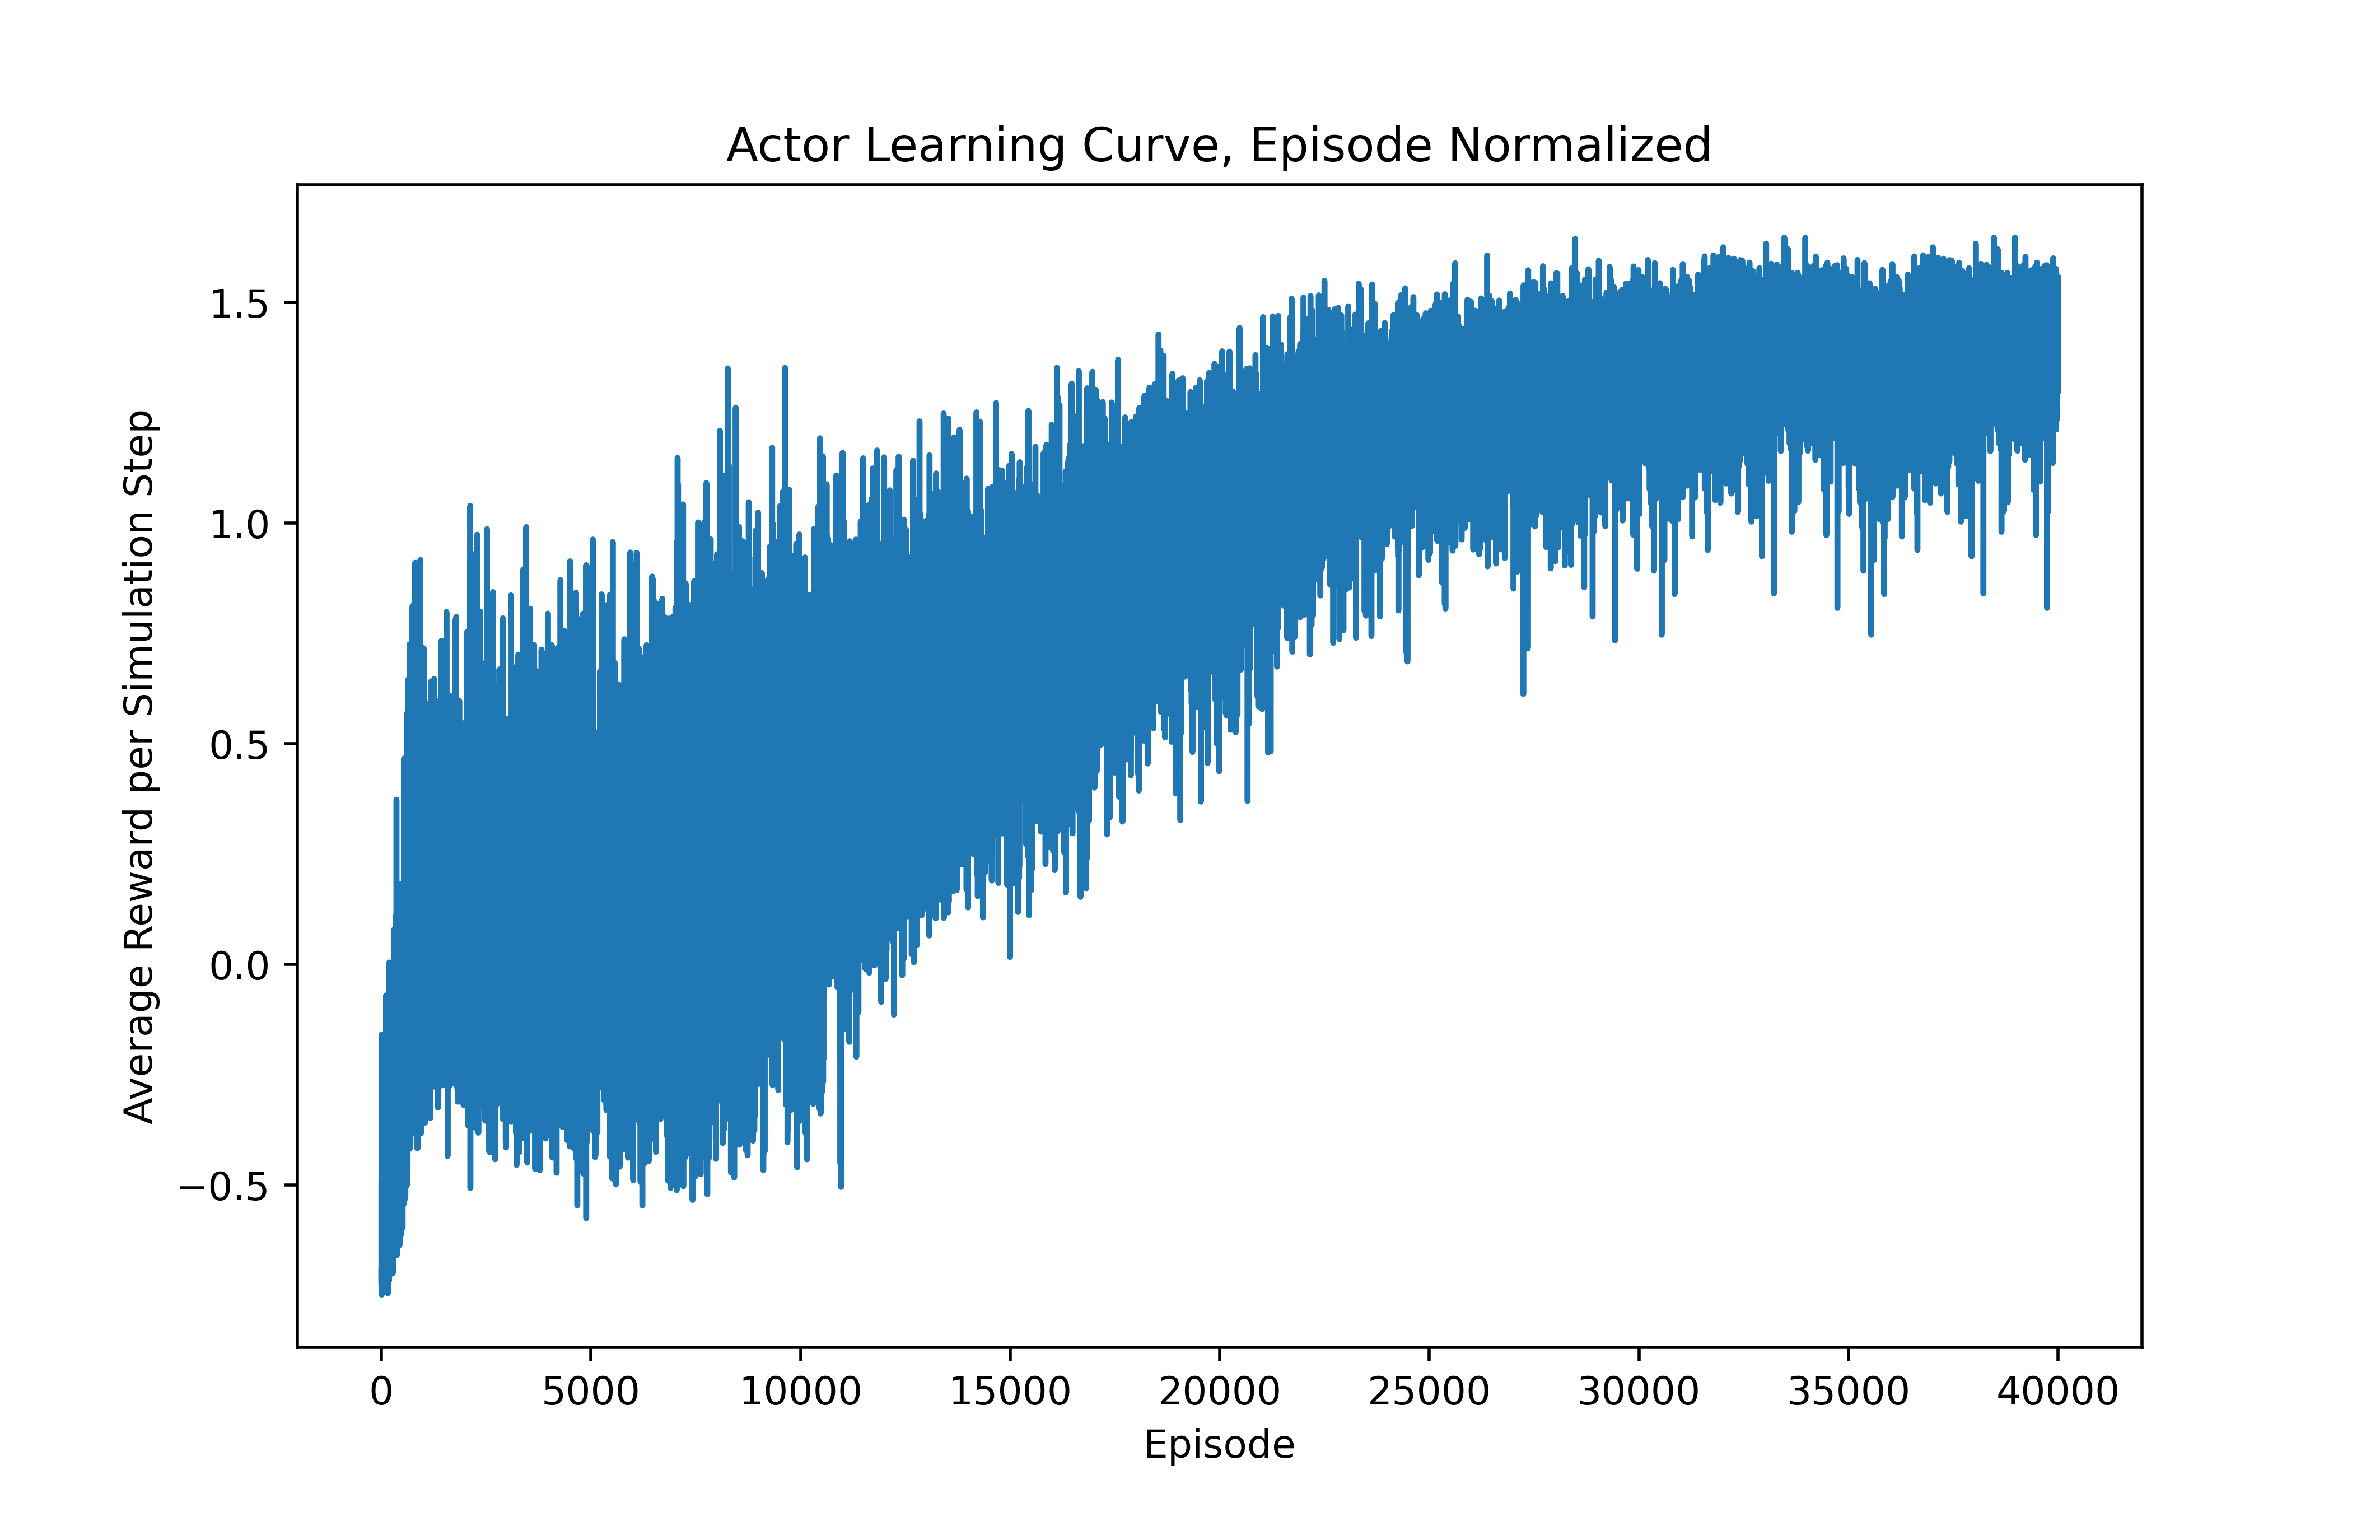 Actor Learning Curve, Episode Normalized
Average Reward per Simulation Step
1.5
1.0
0.5
0.0
−0.5
0 5000 10000 15000 20000 25000 30000 35000 40000
Episode